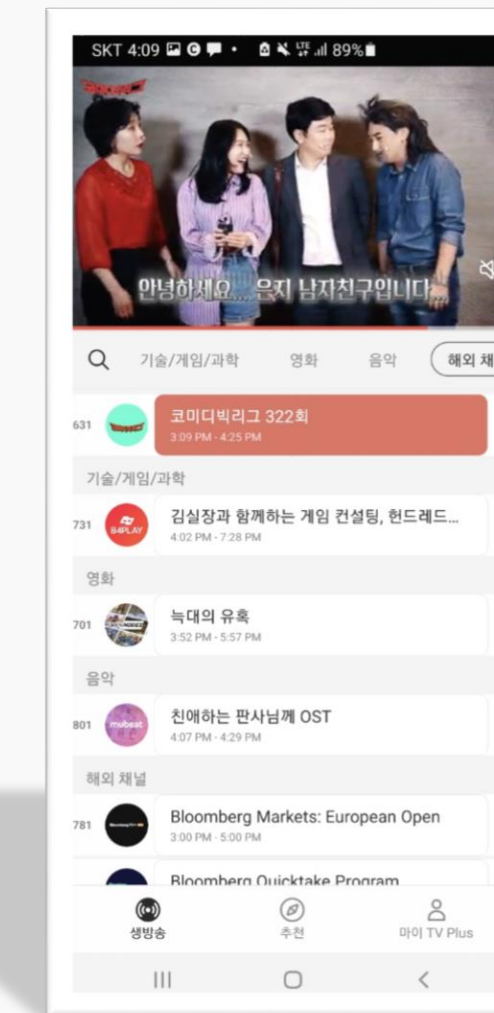 SKT 4:09 LTE 89%
안녕하세요.... 은지 남자친구입니다...
기술/게임/과학 영화 음악 해외 채
631 코미디빅리그 322회
3:09 PM - 4:25 PM
기술/게임/과학
731 B4PLAY 김실장과 함께하는 게임 컨설팅, 헌드레드...
4:02 PM - 7:28 PM
영화
701 늑대의 유혹
3:52 PM - 5:57 PM
음악
801 mubeat 친애하는 판사님께 OST
4:07 PM - 4:29 PM
해외 채널
781 Bloomberg Markets: European Open
3:00 PM - 5:00 PM
Bloomberg Quicktake Program
생방송 추천 마이 TV Plus